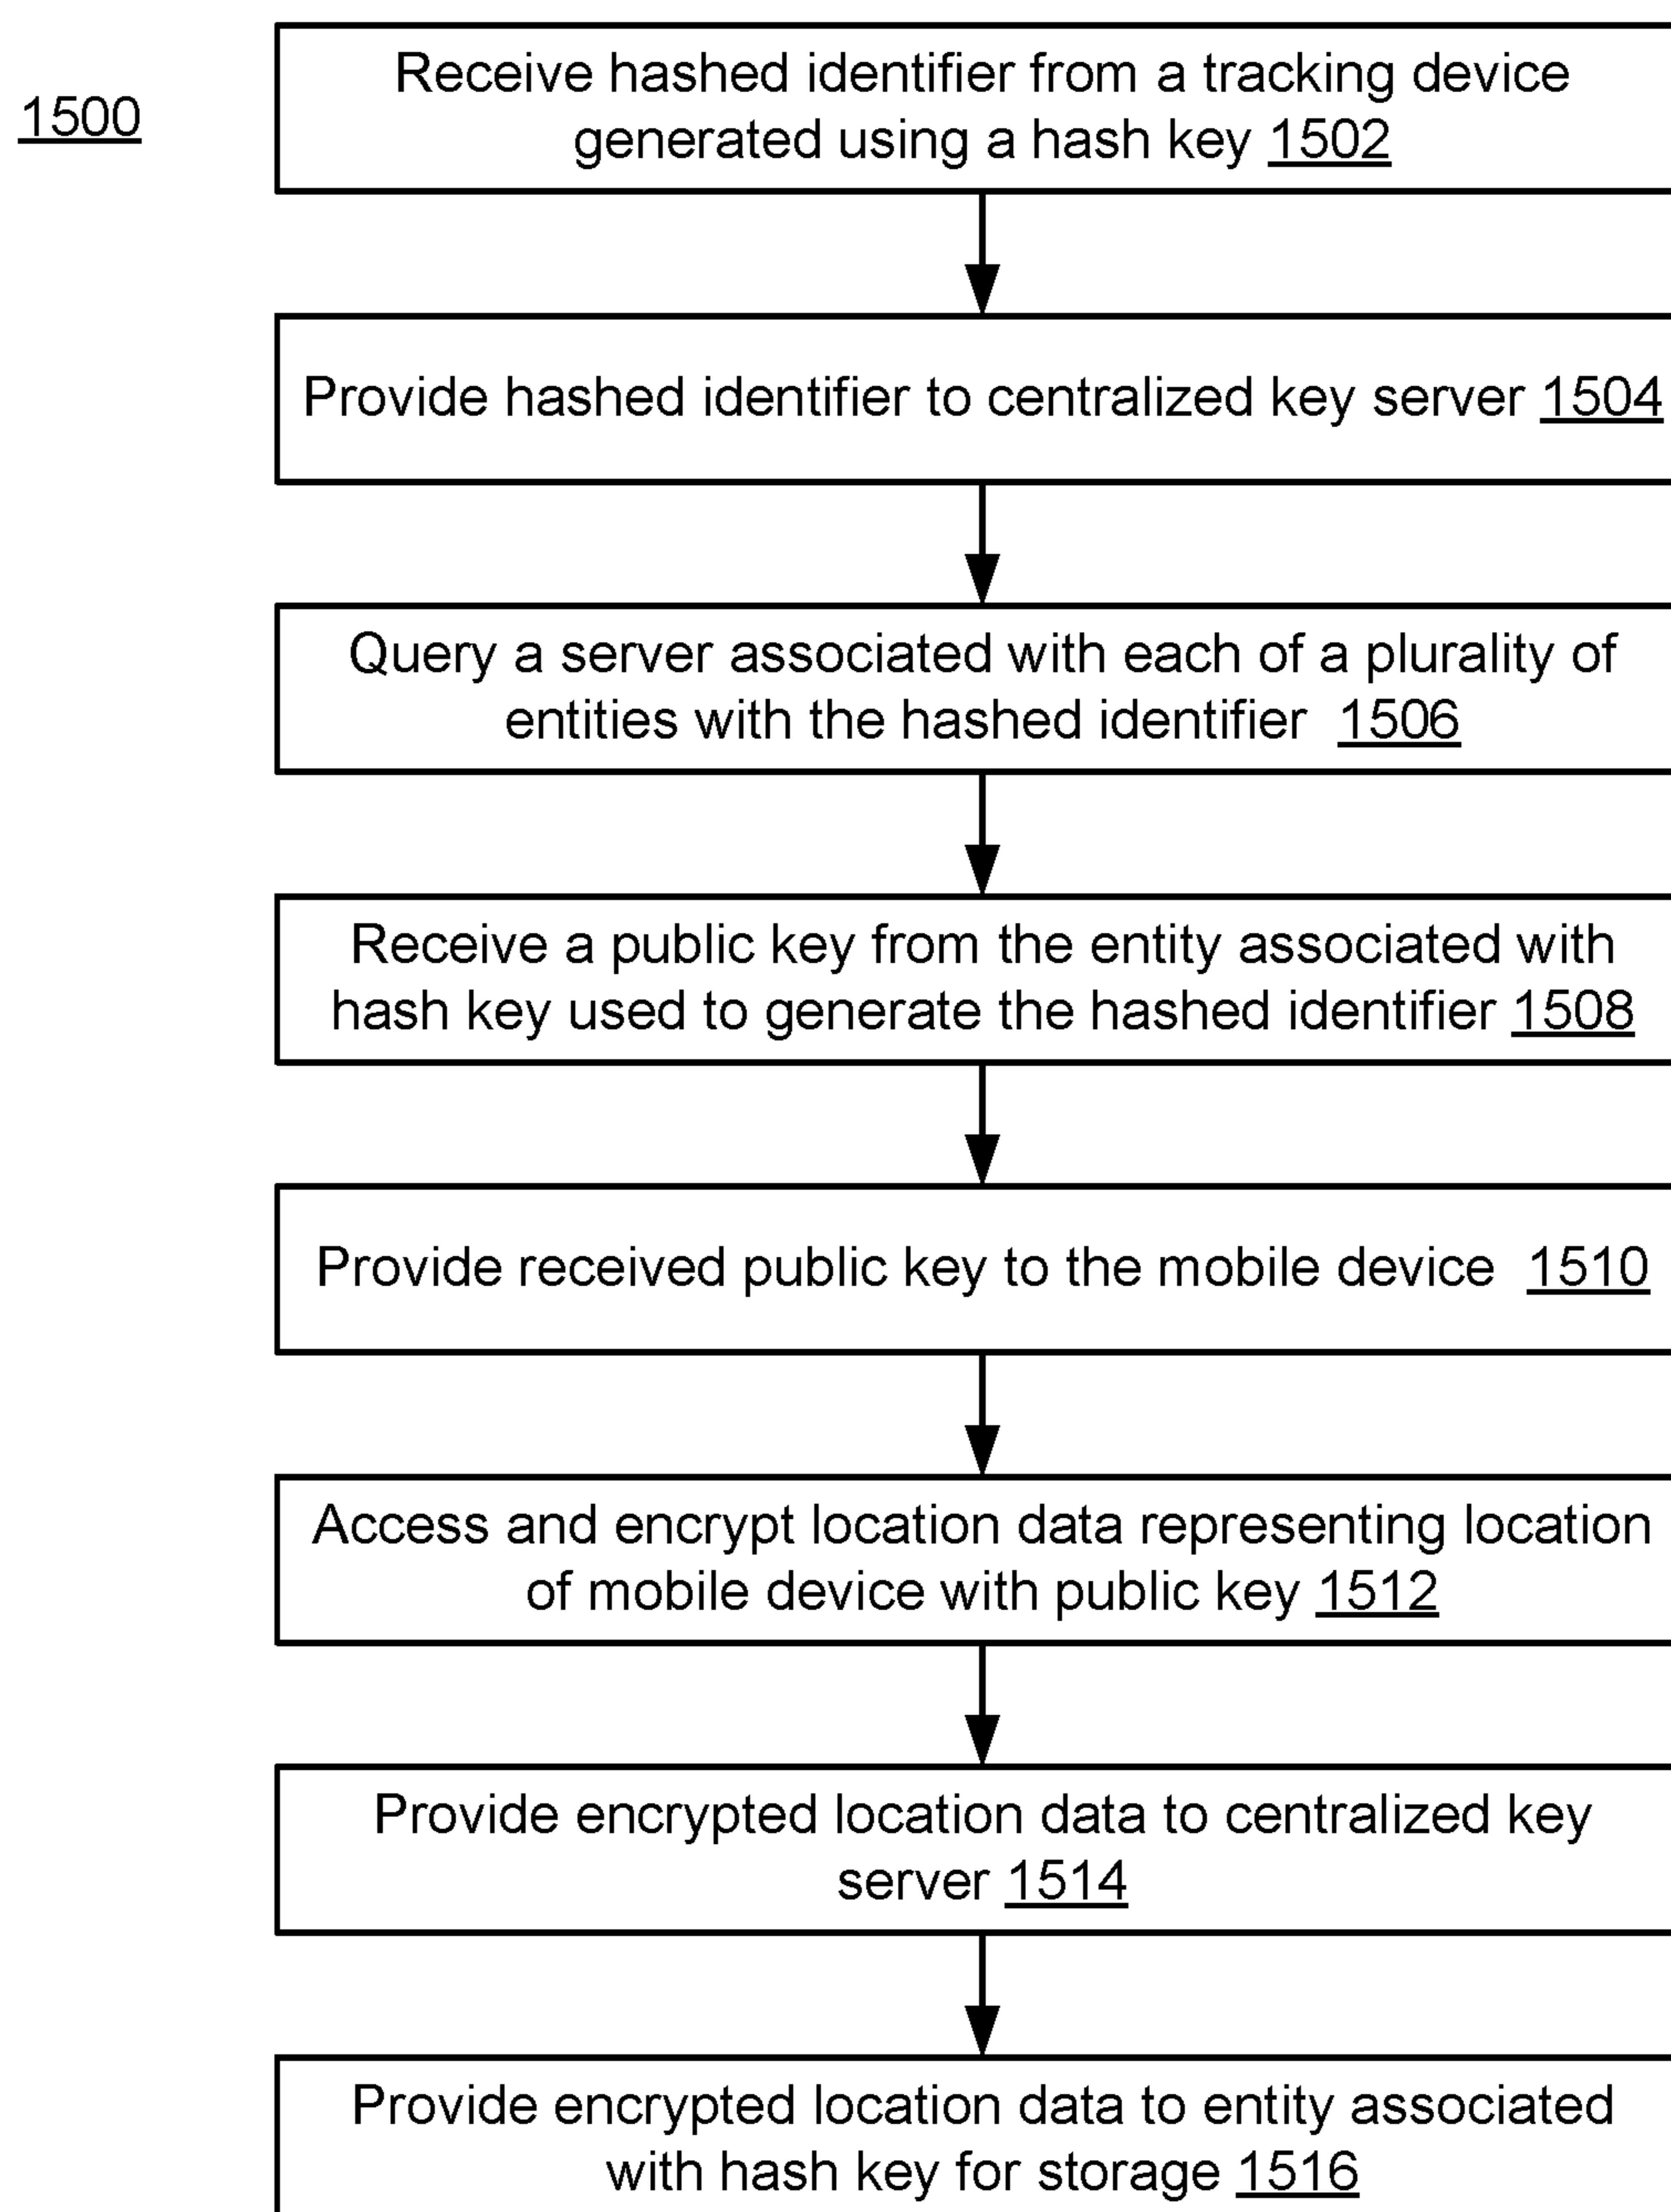 1500
Receive hashed identifier from a tracking device
generated using a hash key 1502
Provide hashed identifier to centralized key server 1504
Query a server associated with each of a plurality of
entities with the hashed identifier 1506
Receive a public key from the entity associated with
hash key used to generate the hashed identifier 1508
Provide received public key to the mobile device 1510
Access and encrypt location data representing location
of mobile device with public key 1512
Provide encrypted location data to centralized key
server 1514
Provide encrypted location data to entity associated
with hash key for storage 1516